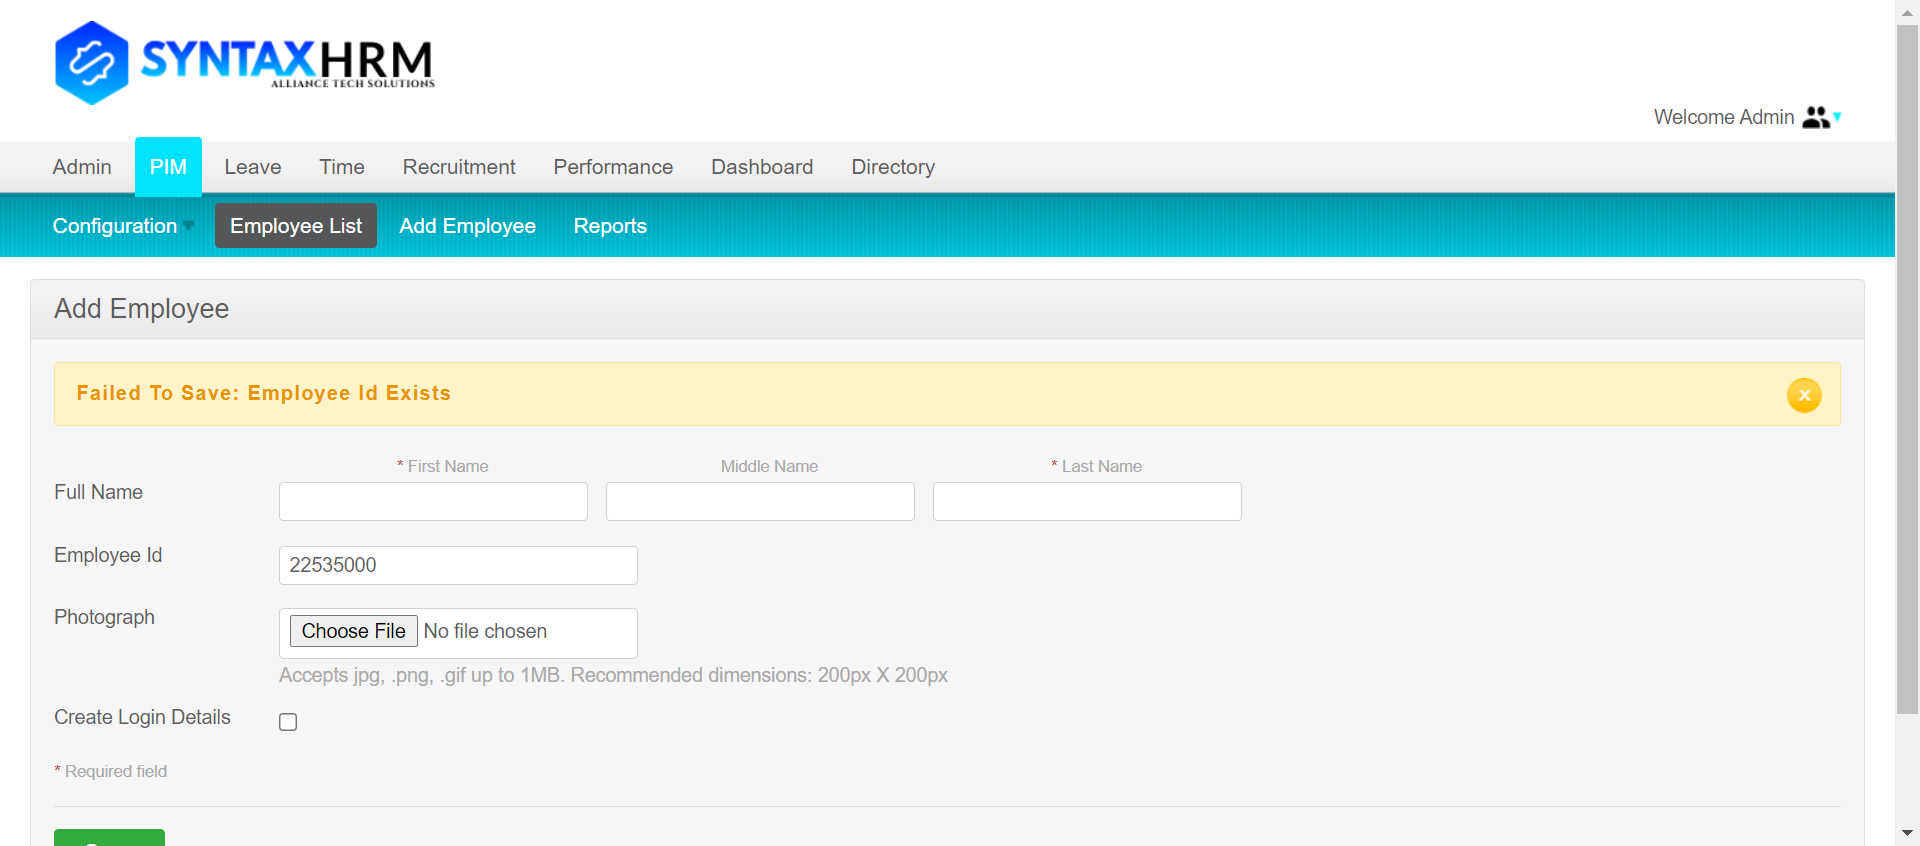 SYNTAXHRM
ALLIANCE TECH SOLUTIONS
Welcome Admin
Admin PIM Leave Time Recruitment Performance Dashboard Directory
Configuration Employee List Add Employee Reports
Add Employee
Failed To Save: Employee Id Exists
* First Name Middle Name * Last Name
Full Name
Employee Id 22535000
Photograph Choose File No file chosen
Accepts jpg, .png, .gif up to 1MB. Recommended dimensions: 200px X 200px
Create Login Details
* Required field